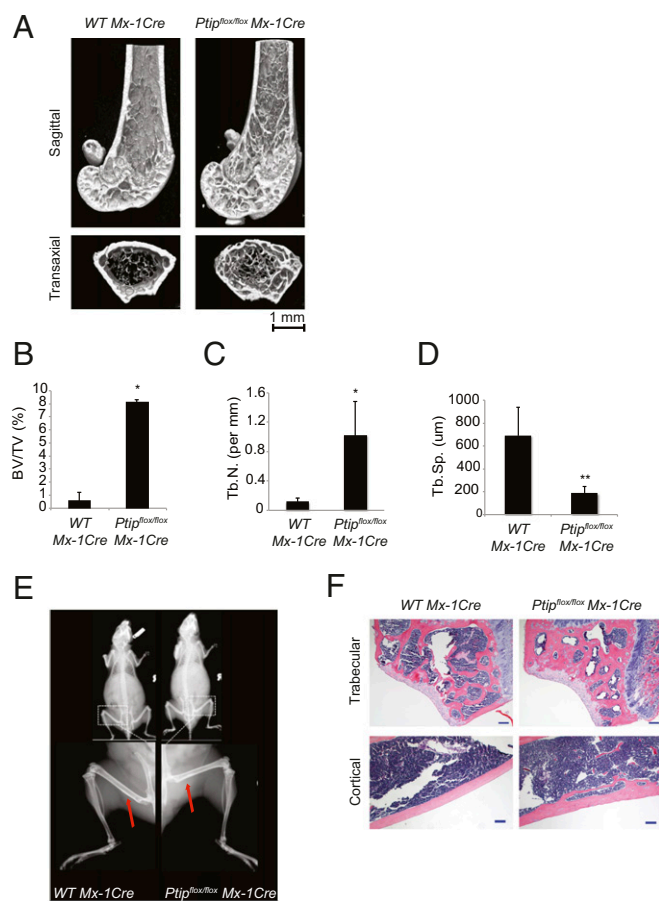 A
WT Mx-1Cre
Ptipflox/flox Mx-1Cre
Sagittal
Transaxial
1 mm
B
BV/TV (%)
10
9
8
7
6
5
4
3
2
1
0
*
WT
Mx-1Cre
Ptipflox/flox
Mx-1Cre
C
Tb.N. (per mm)
1.6
1.2
0.8
0.4
0
*
WT
Mx-1Cre
Ptipflox/flox
Mx-1Cre
D
Tb.Sp. (um)
1000
800
600
400
200
0
**
WT
Mx-1Cre
Ptipflox/flox
Mx-1Cre
E
WT Mx-1Cre
Ptipflox/flox Mx-1Cre
F
WT Mx-1Cre
Ptipflox/flox Mx-1Cre
Trabecular
Cortical